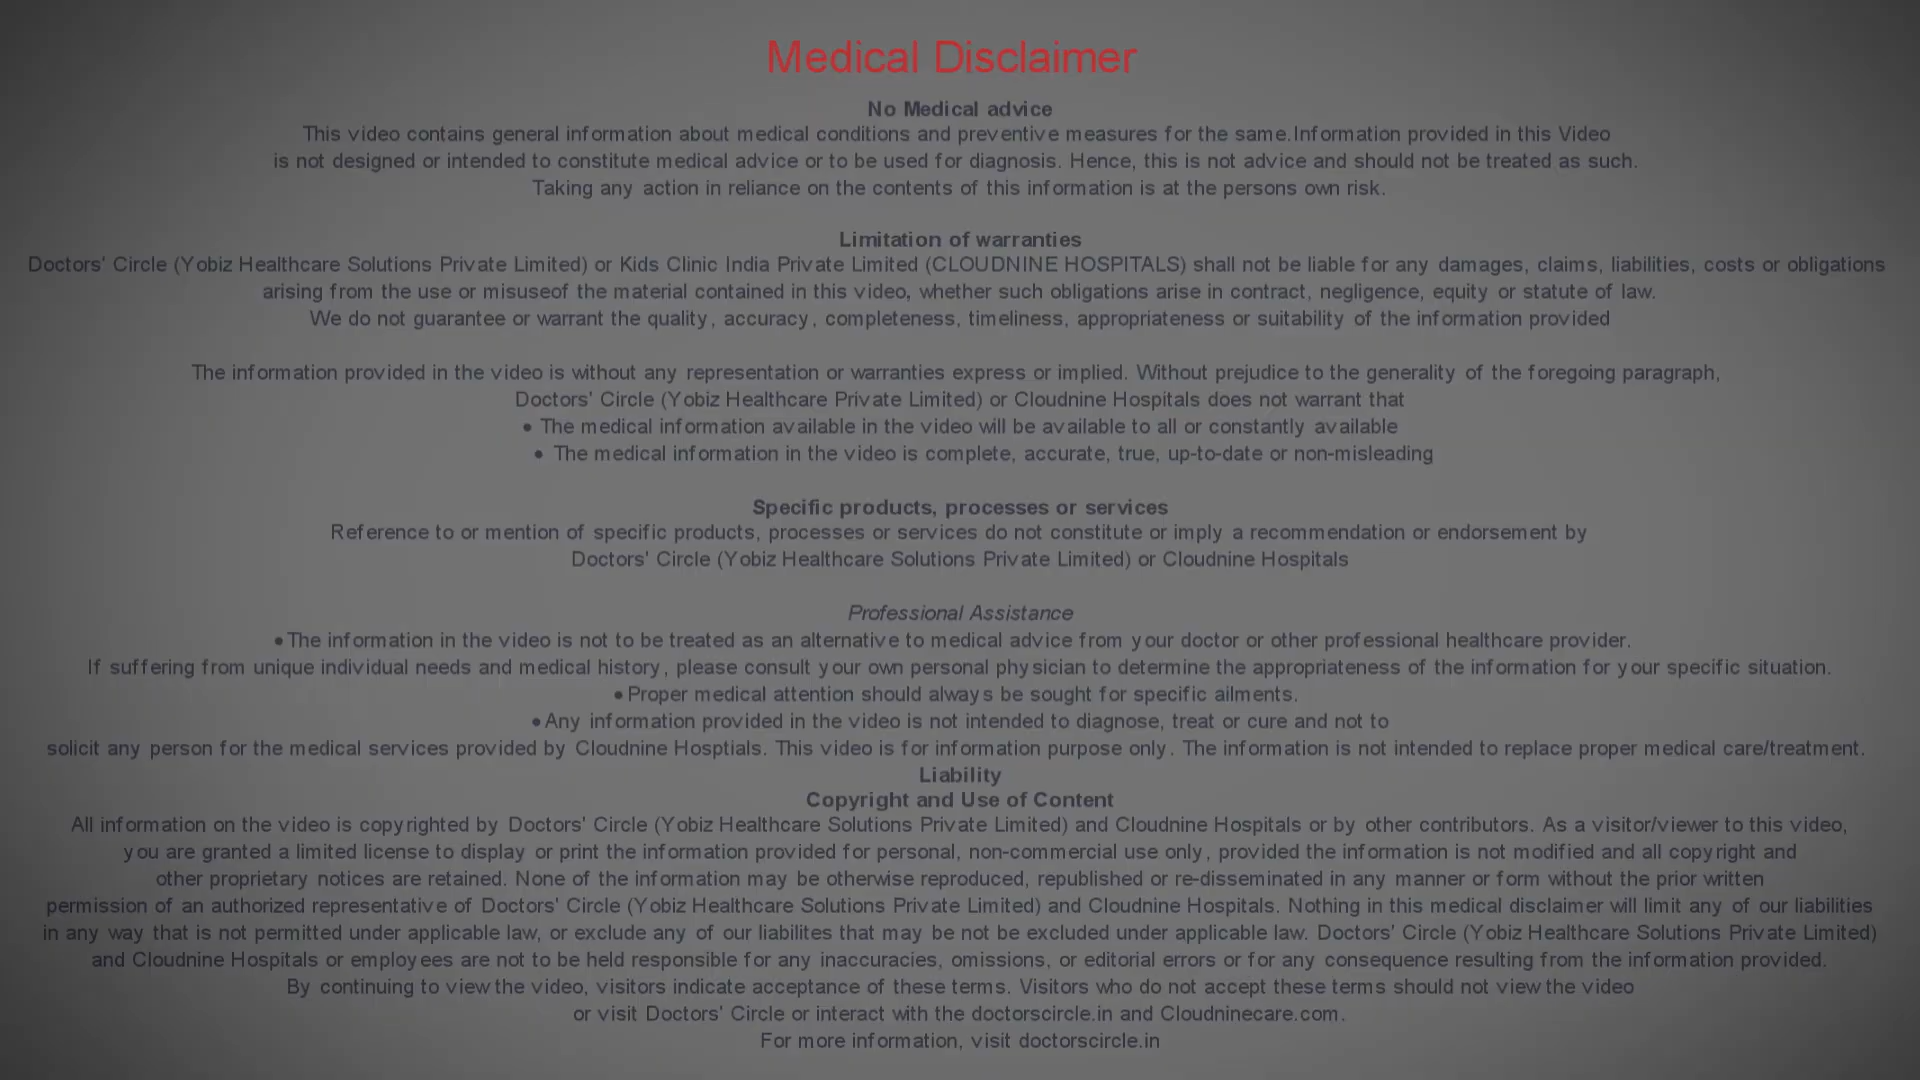 Medical Disclaimer
No Medical advice
This video contains general information about medical conditions and preventive measures for the same.Information provided in this Video
is not designed or intended to constitute medical advice or to be used for diagnosis. Hence, this is not advice and should not be treated as such.
Taking any action in reliance on the contents of this information is at the persons own risk.
Limitation of warranties
Doctors' Circle (Yobiz Healthcare Solutions Private Limited) or Kids Clinic India Private Limited (CLOUDNINE HOSPITALS) shall not be liable for any damages, claims, liabilities, costs or obligations
arising from the use or misuseof the material contained in this video, whether such obligations arise in contract, negligence, equity or statute of law.
We do not guarantee or warrant the quality, accuracy, completeness, timeliness, appropriateness or suitability of the information provided
The information provided in the video is without any representation or warranties express or implied. Without prejudice to the generality of the foregoing paragraph,
Doctors' Circle (Yobiz Healthcare Private Limited) or Cloudnine Hospitals does not warrant that
• The medical information available in the video will be available to all or constantly available
• The medical information in the video is complete, accurate, true, up-to-date or non-misleading
Specific products, processes or services
Reference to or mention of specific products, processes or services do not constitute or imply a recommendation or endorsement by
Doctors' Circle (Yobiz Healthcare Solutions Private Limited) or Cloudnine Hospitals
Professional Assistance
•The information in the video is not to be treated as an alternative to medical advice from your doctor or other professional healthcare provider.
If suffering from unique individual needs and medical history, please consult your own personal physician to determine the appropriateness of the information for your specific situation.
•Proper medical attention should always be sought for specific ailments.
•Any information provided in the video is not intended to diagnose, treat or cure and not to
solicit any person for the medical services provided by Cloudnine Hosptials. This video is for information purpose only. The information is not intended to replace proper medical care/treatment.
Liability
Copyright and Use of Content
All information on the video is copyrighted by Doctors' Circle (Yobiz Healthcare Solutions Private Limited) and Cloudnine Hospitals or by other contributors. As a visitor/viewer to this video,
you are granted a limited license to display or print the information provided for personal, non-commercial use only, provided the information is not modified and all copyright and
other proprietary notices are retained. None of the information may be otherwise reproduced, republished or re-disseminated in any manner or form without the prior written
permission of an authorized representative of Doctors' Circle (Yobiz Healthcare Solutions Private Limited) and Cloudnine Hospitals. Nothing in this medical disclaimer will limit any of our liabilities
in any way that is not permitted under applicable law, or exclude any of our liabilites that may be not be excluded under applicable law. Doctors' Circle (Yobiz Healthcare Solutions Private Limited)
and Cloudnine Hospitals or employees are not to be held responsible for any inaccuracies, omissions, or editorial errors or for any consequence resulting from the information provided.
By continuing to view the video, visitors indicate acceptance of these terms. Visitors who do not accept these terms should not view the video
or visit Doctors' Circle or interact with the doctorscircle.in and Cloudninecare.com.
For more information, visit doctorscircle.in